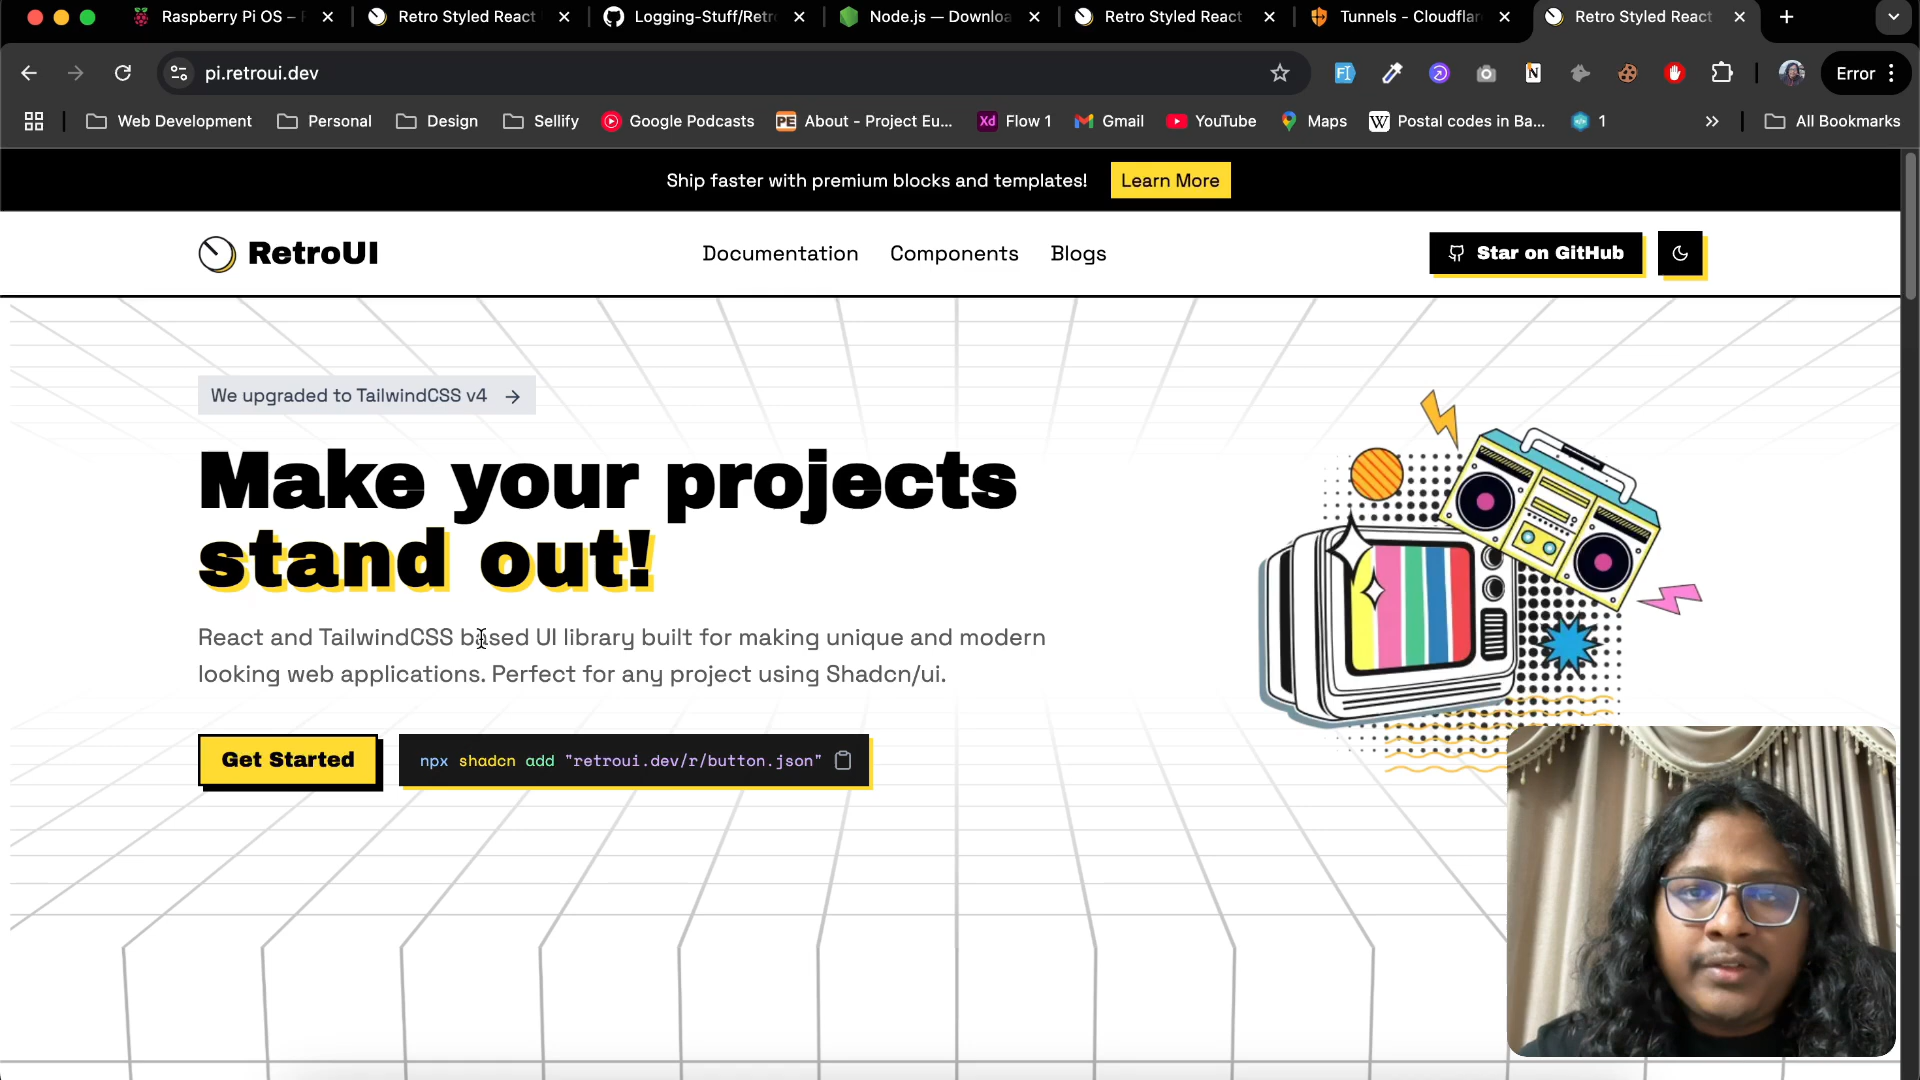 Raspberry Pi OS –
Retro Styled React
Logging-Stuff/Retr
Node.js — Downloa
Retro Styled React
Tunnels - Cloudflar
Retro Styled React
pi.retroui.dev
Error
Web Development
Personal
Design
Sellify
Google Podcasts
About - Project Eu...
Flow 1
Gmail
YouTube
Maps
Postal codes in Ba...
1
All Bookmarks
Ship faster with premium blocks and templates!
Learn More
RetroUI
Documentation
Components
Blogs
Star on GitHub
We upgraded to TailwindCSS v4 →
Make your projects
stand out!
React and TailwindCSS based UI library built for making unique and modern
looking web applications. Perfect for any project using Shadcn/ui.
Get Started
npx shadcn add "retroui.dev/r/button.json"